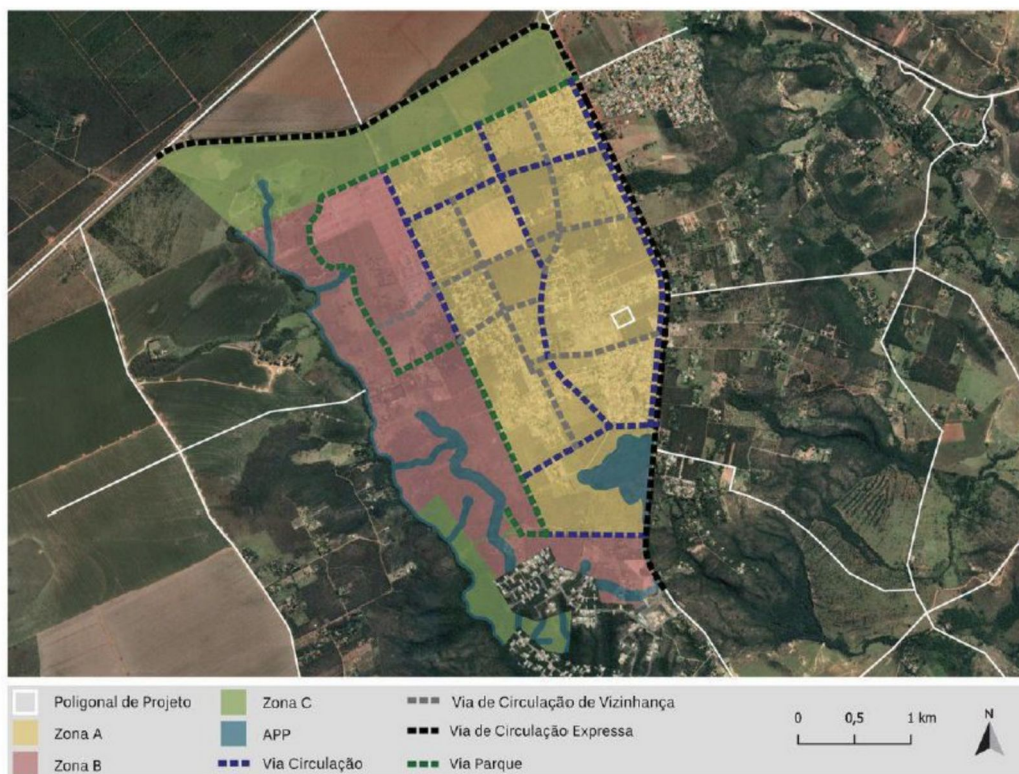 Poligonal de Projeto
Zona A
Zona B
Zona C
APP
Via Circulação
Via de Circulação de Vizinhança
Via de Circulação Expressa
Via Parque
0 0,5 1 km
N